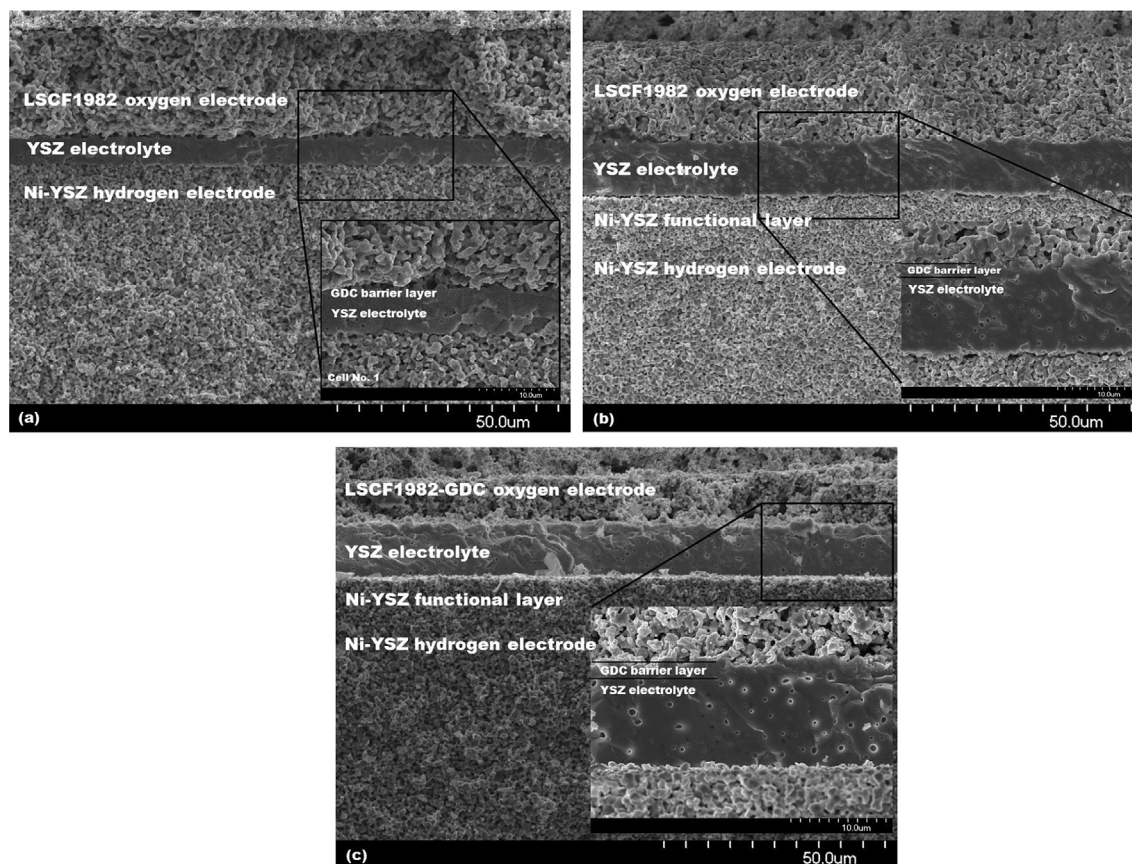 LSCF1982 oxygen electrode
YSZ electrolyte
Ni-YSZ hydrogen electrode
GDC barrier layer
YSZ electrolyte
Cell No. 1
10.0um
(a)
50.0um
LSCF1982 oxygen electrode
YSZ electrolyte
Ni-YSZ functional layer
Ni-YSZ hydrogen electrode
GDC barrier layer
YSZ electrolyte
10.0um
(b)
50.0um
LSCF1982-GDC oxygen electrode
YSZ electrolyte
Ni-YSZ functional layer
Ni-YSZ hydrogen electrode
GDC barrier layer
YSZ electrolyte
10.0um
(c)
50.0um